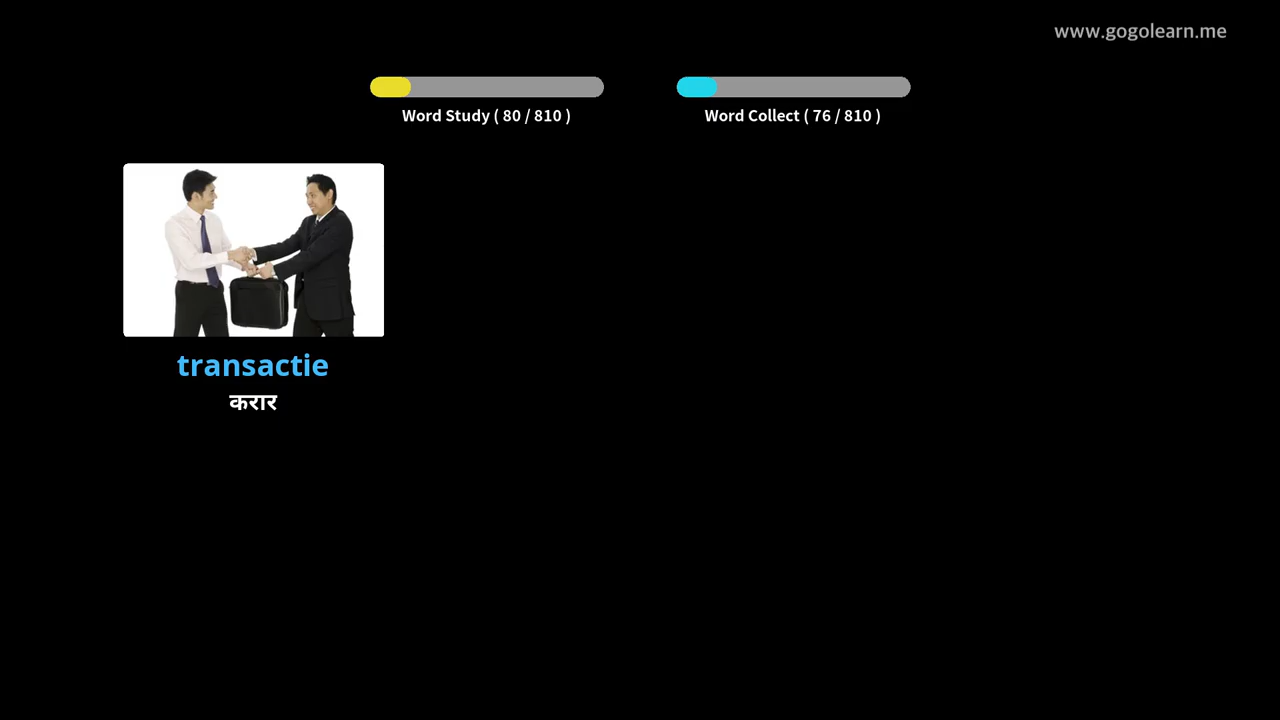 www.gogolearn.me
Word Study ( 80 / 810 )
Word Collect ( 76 / 810 )
transactie
करार